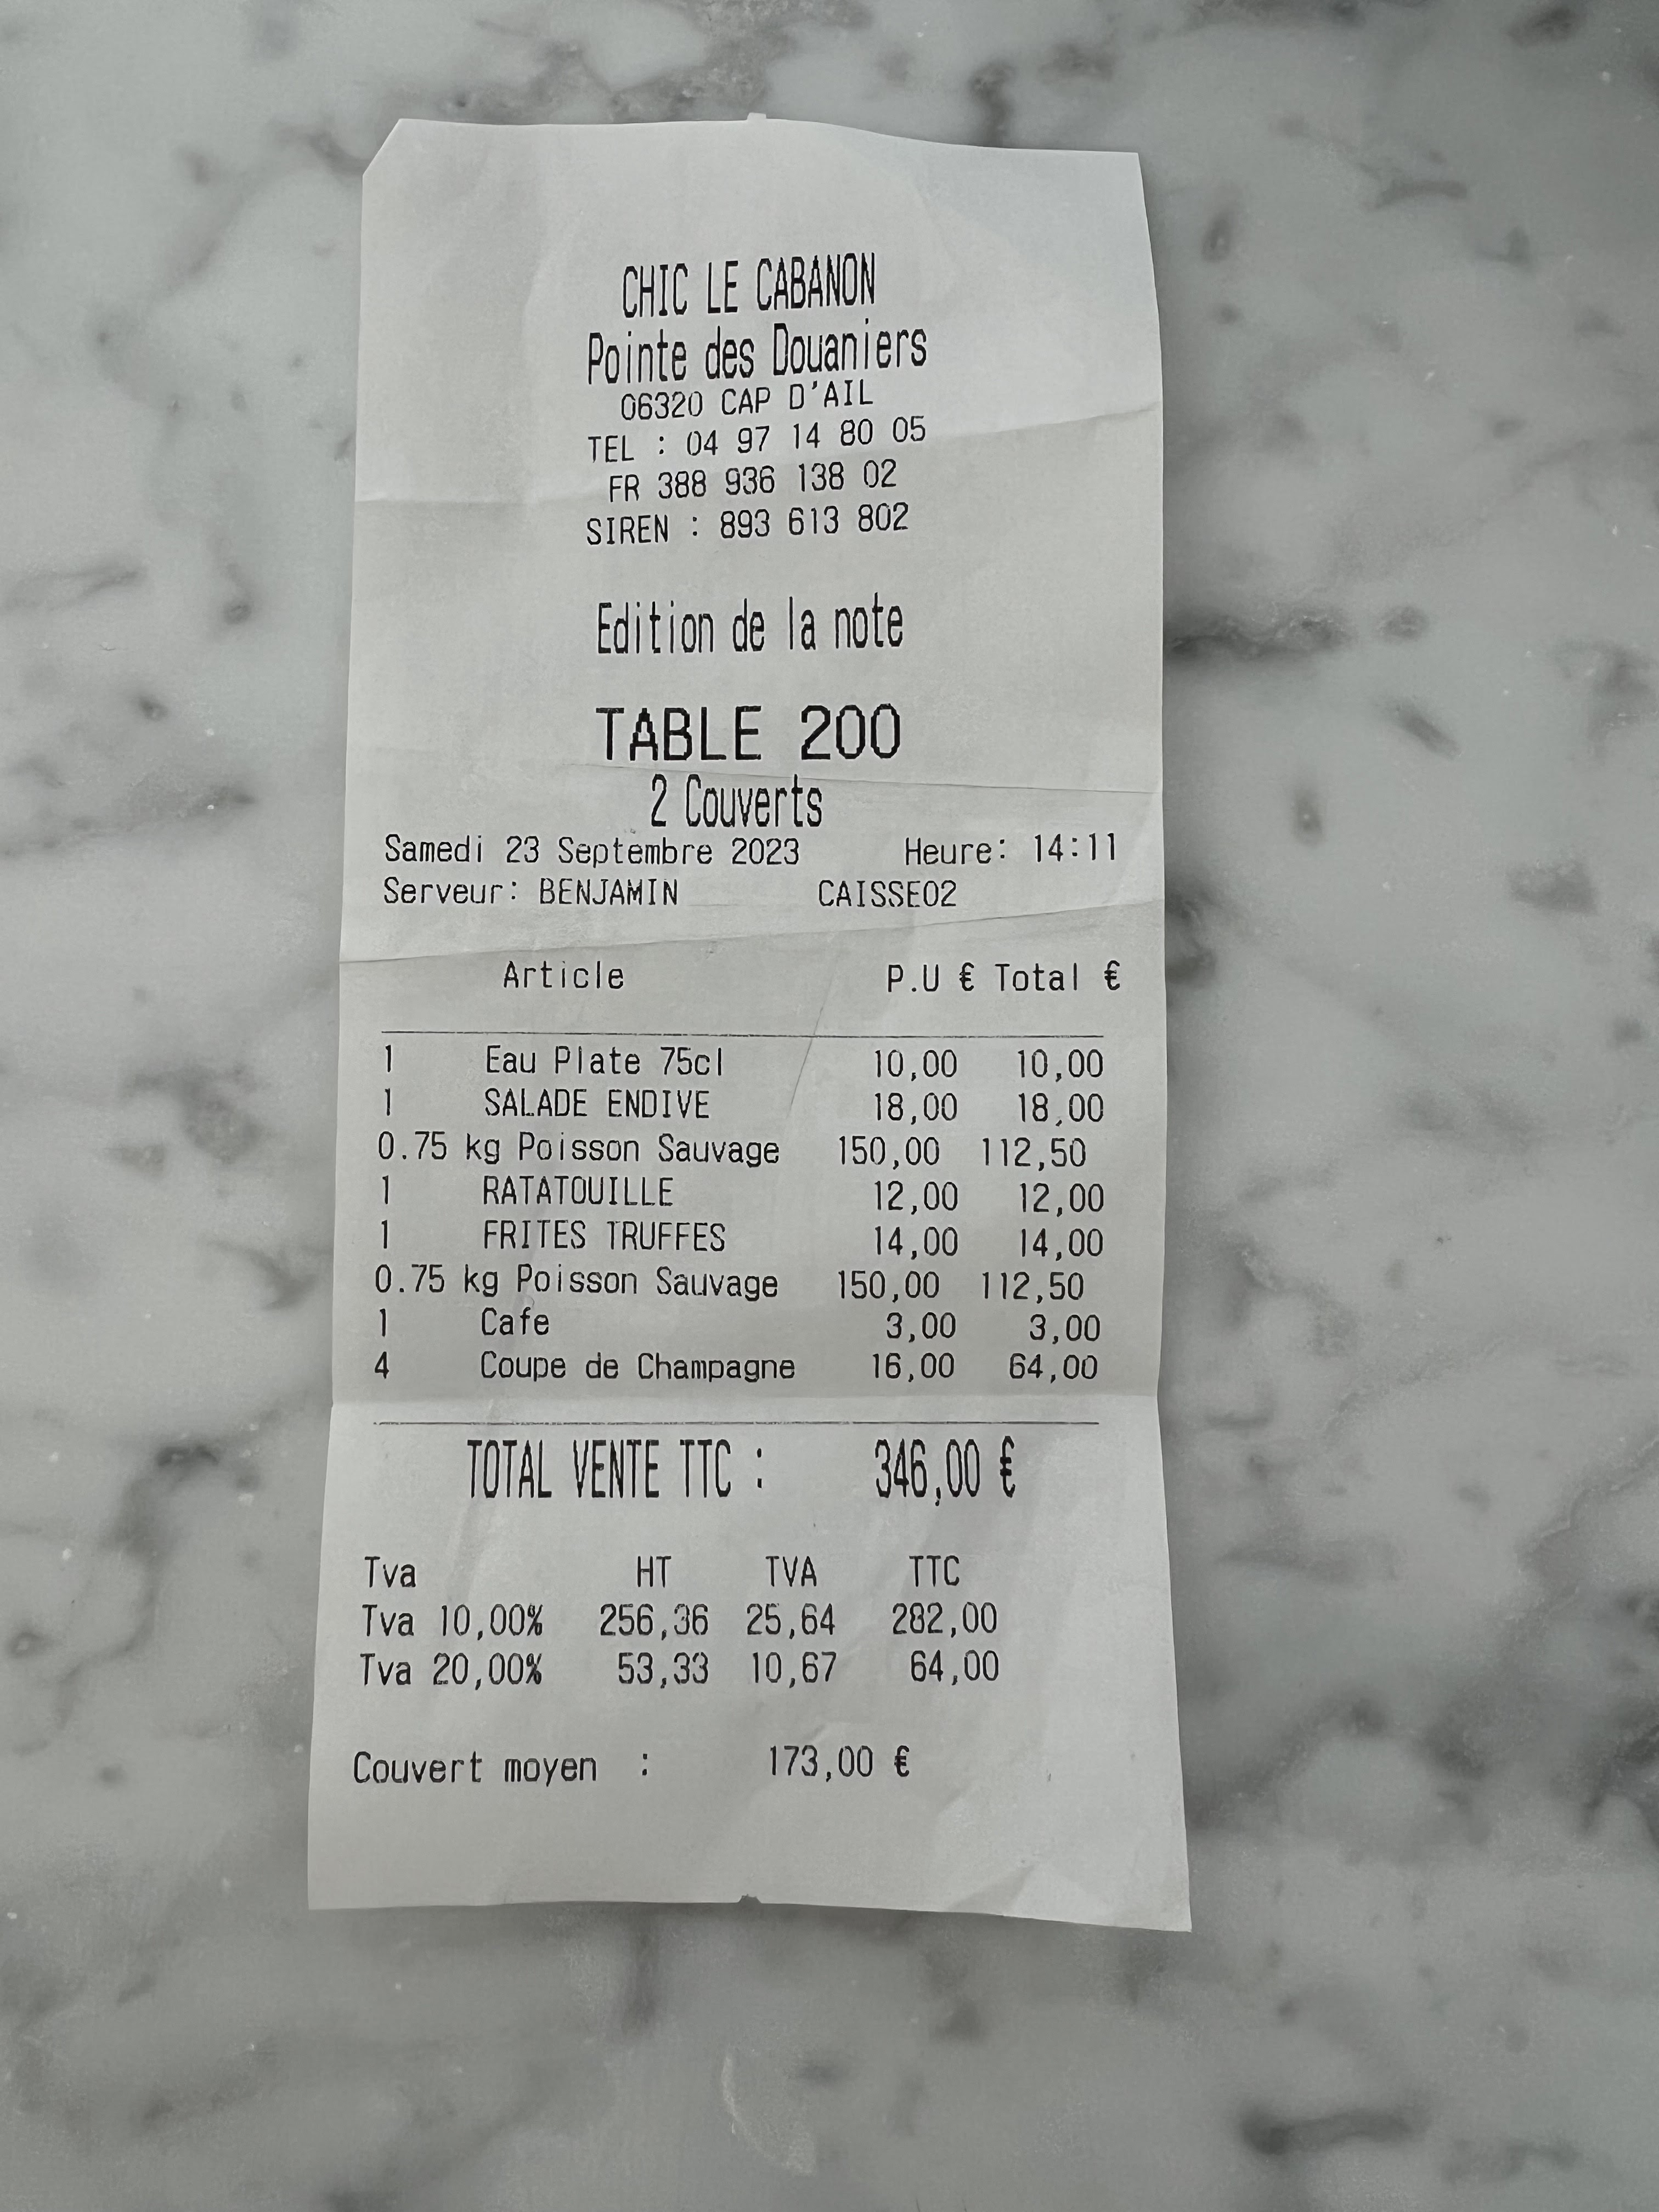 CHIC LE CABANON
Pointe des Douaniers
06320 CAP D'AIL
TEL : 04 97 14 80 05
FR 388 936 138 02
SIREN : 893 613 802
Edition de la note
TABLE 200
2 Couverts
Samedi 23 Septembre 2023 Heure: 14:11
Serveur: BENJAMIN CAISSE02
Article P.U € Total €
1 Eau Plate 75cl 10,00 10,00
1 SALADE ENDIVE 18,00 18,00
0.75 kg Poisson Sauvage 150,00 112,50
1 RATATOUILLE 12,00 12,00
1 FRITES TRUFFES 14,00 14,00
0.75 kg Poisson Sauvage 150,00 112,50
1 Cafe 3,00 3,00
4 Coupe de Champagne 16,00 64,00
TOTAL VENTE TTC : 346,00 €
Tva HT TVA TTC
Tva 10,00% 256,36 25,64 282,00
Tva 20,00% 53,33 10,67 64,00
Couvert moyen : 173,00 €